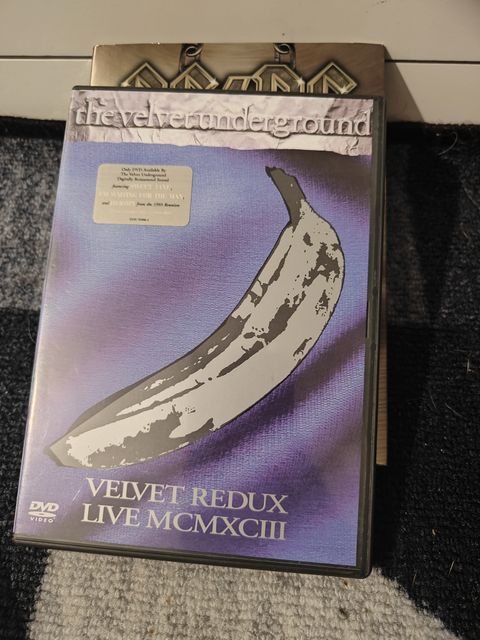 the velvet underground
Only DVD Available By
The Velvet Underground
Digitally Remastered Sound
featuring SWEET JANE,
I'M WAITING FOR THE MAN,
and HEROIN from the 1993 Reunion
VELVET REDUX
LIVE MCMXCIII
DVD
VIDEO